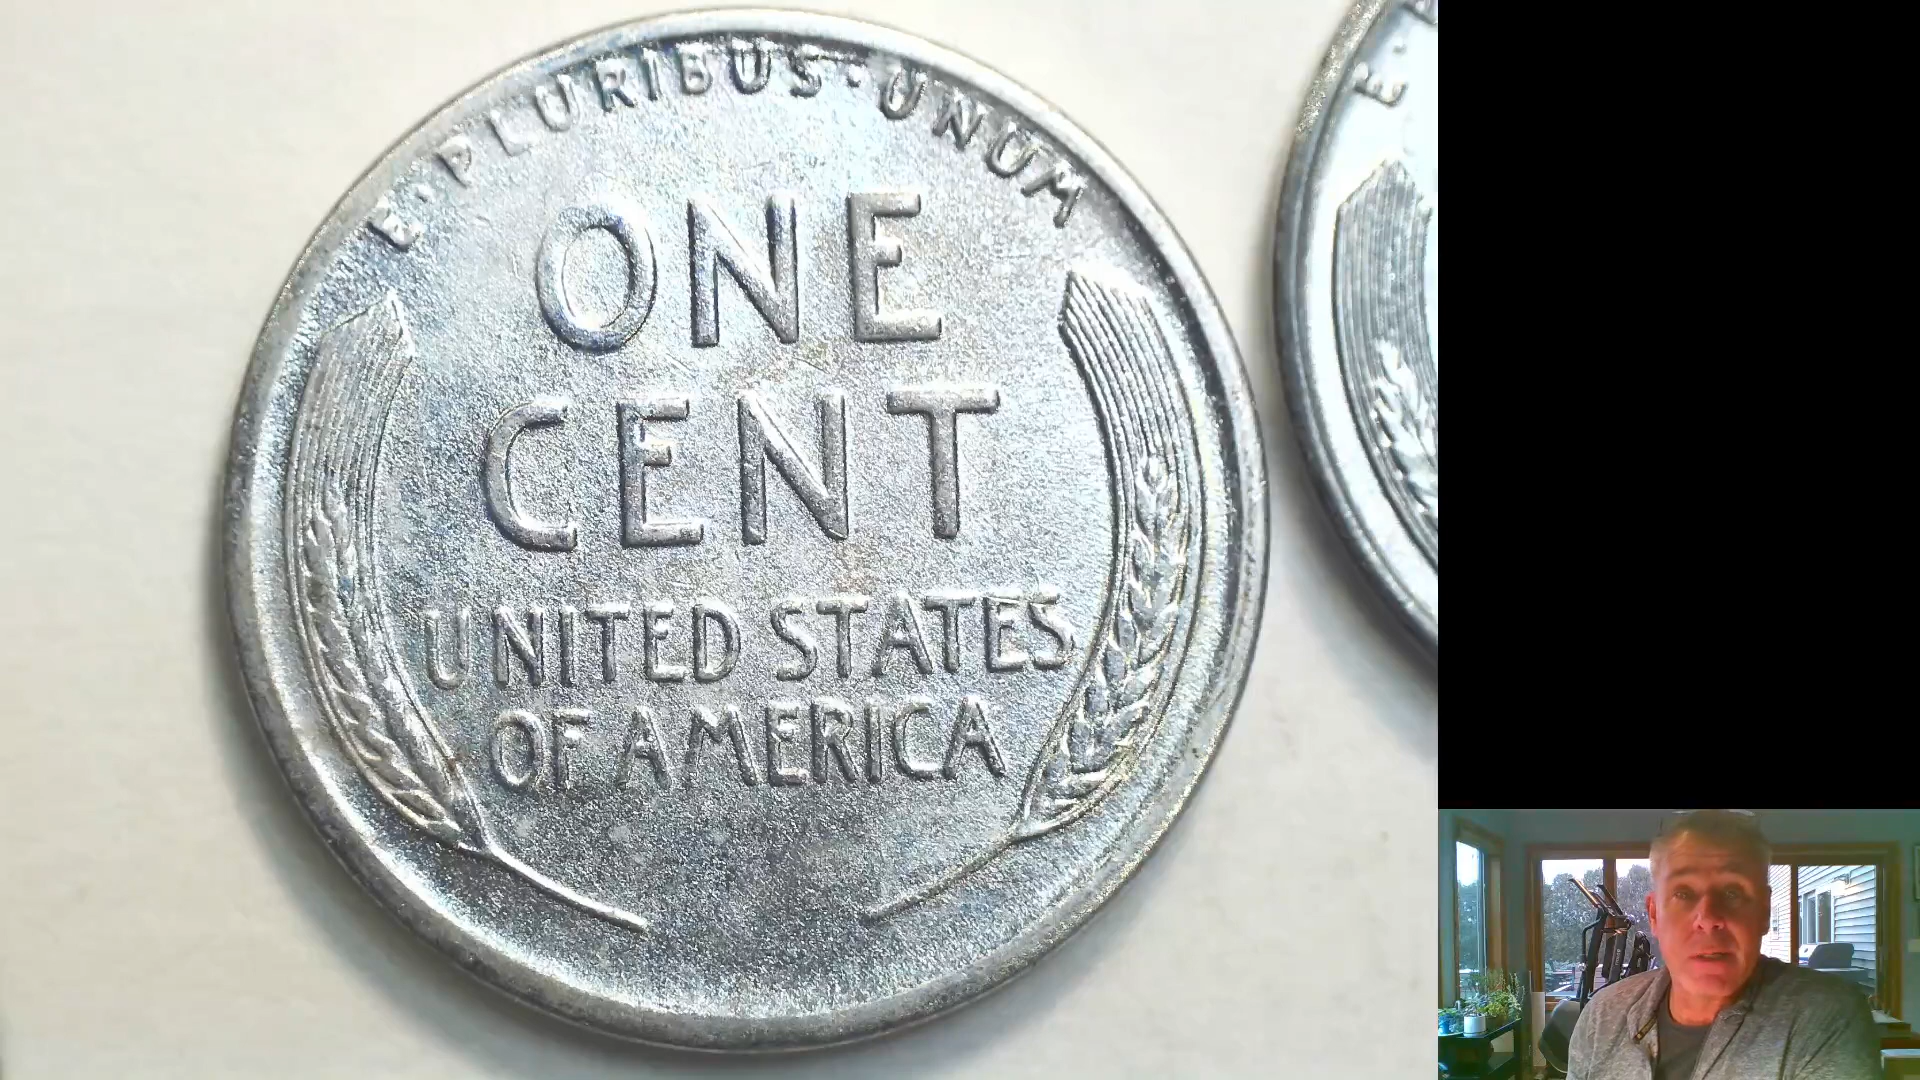 E·PLURIBUS·UNUM
ONE
CENT
UNITED STATES
OF AMERICA
E·